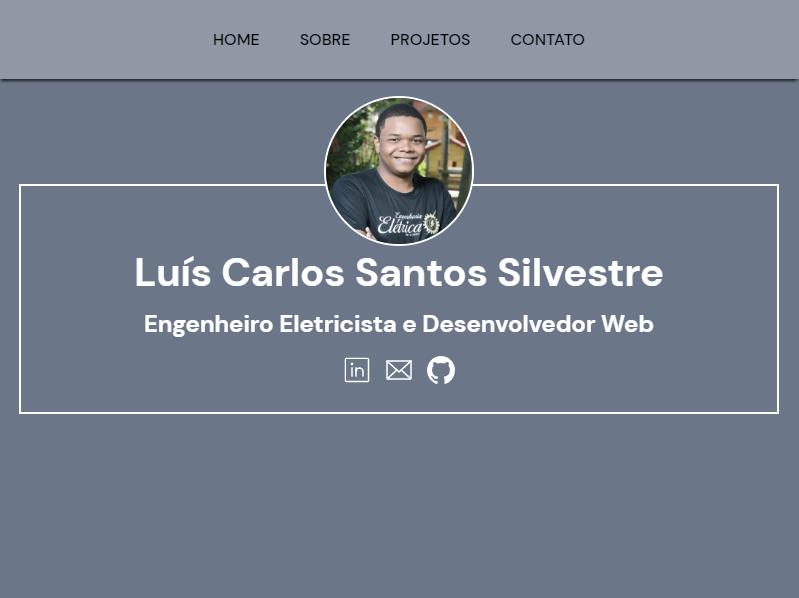 HOME SOBRE PROJETOS CONTATO
Engenharia
Elétrica
Luís Carlos Santos Silvestre
Engenheiro Eletricista e Desenvolvedor Web
in